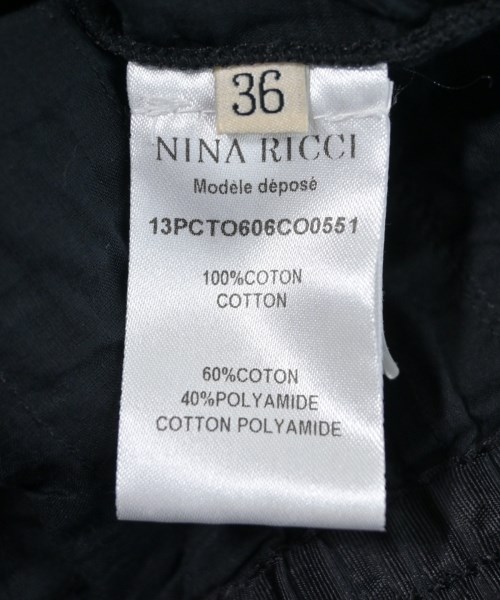 36
NINA RICCI
Modèle déposé
13PCTO606CO0551
100%COTON
COTTON
60%COTON
40%POLYAMIDE
COTTON POLYAMIDE